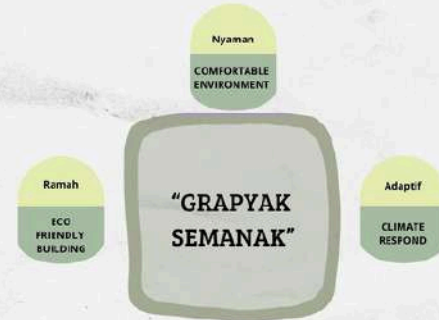 Nyaman
COMFORTABLE
ENVIRONMENT
Ramah
ECO
FRIENDLY
BUILDING
“GRAPYAK
SEMANAK”
Adaptif
CLIMATE
RESPOND